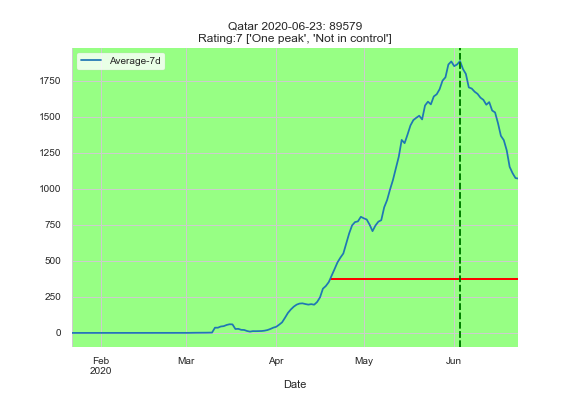 Qatar 2020-06-23: 89579
Rating:7 ['One peak', 'Not in control']
Average-7d
1750
1500
1250
1000
750
500
250
0
Feb
2020
Mar
Apr
May
Jun
Date